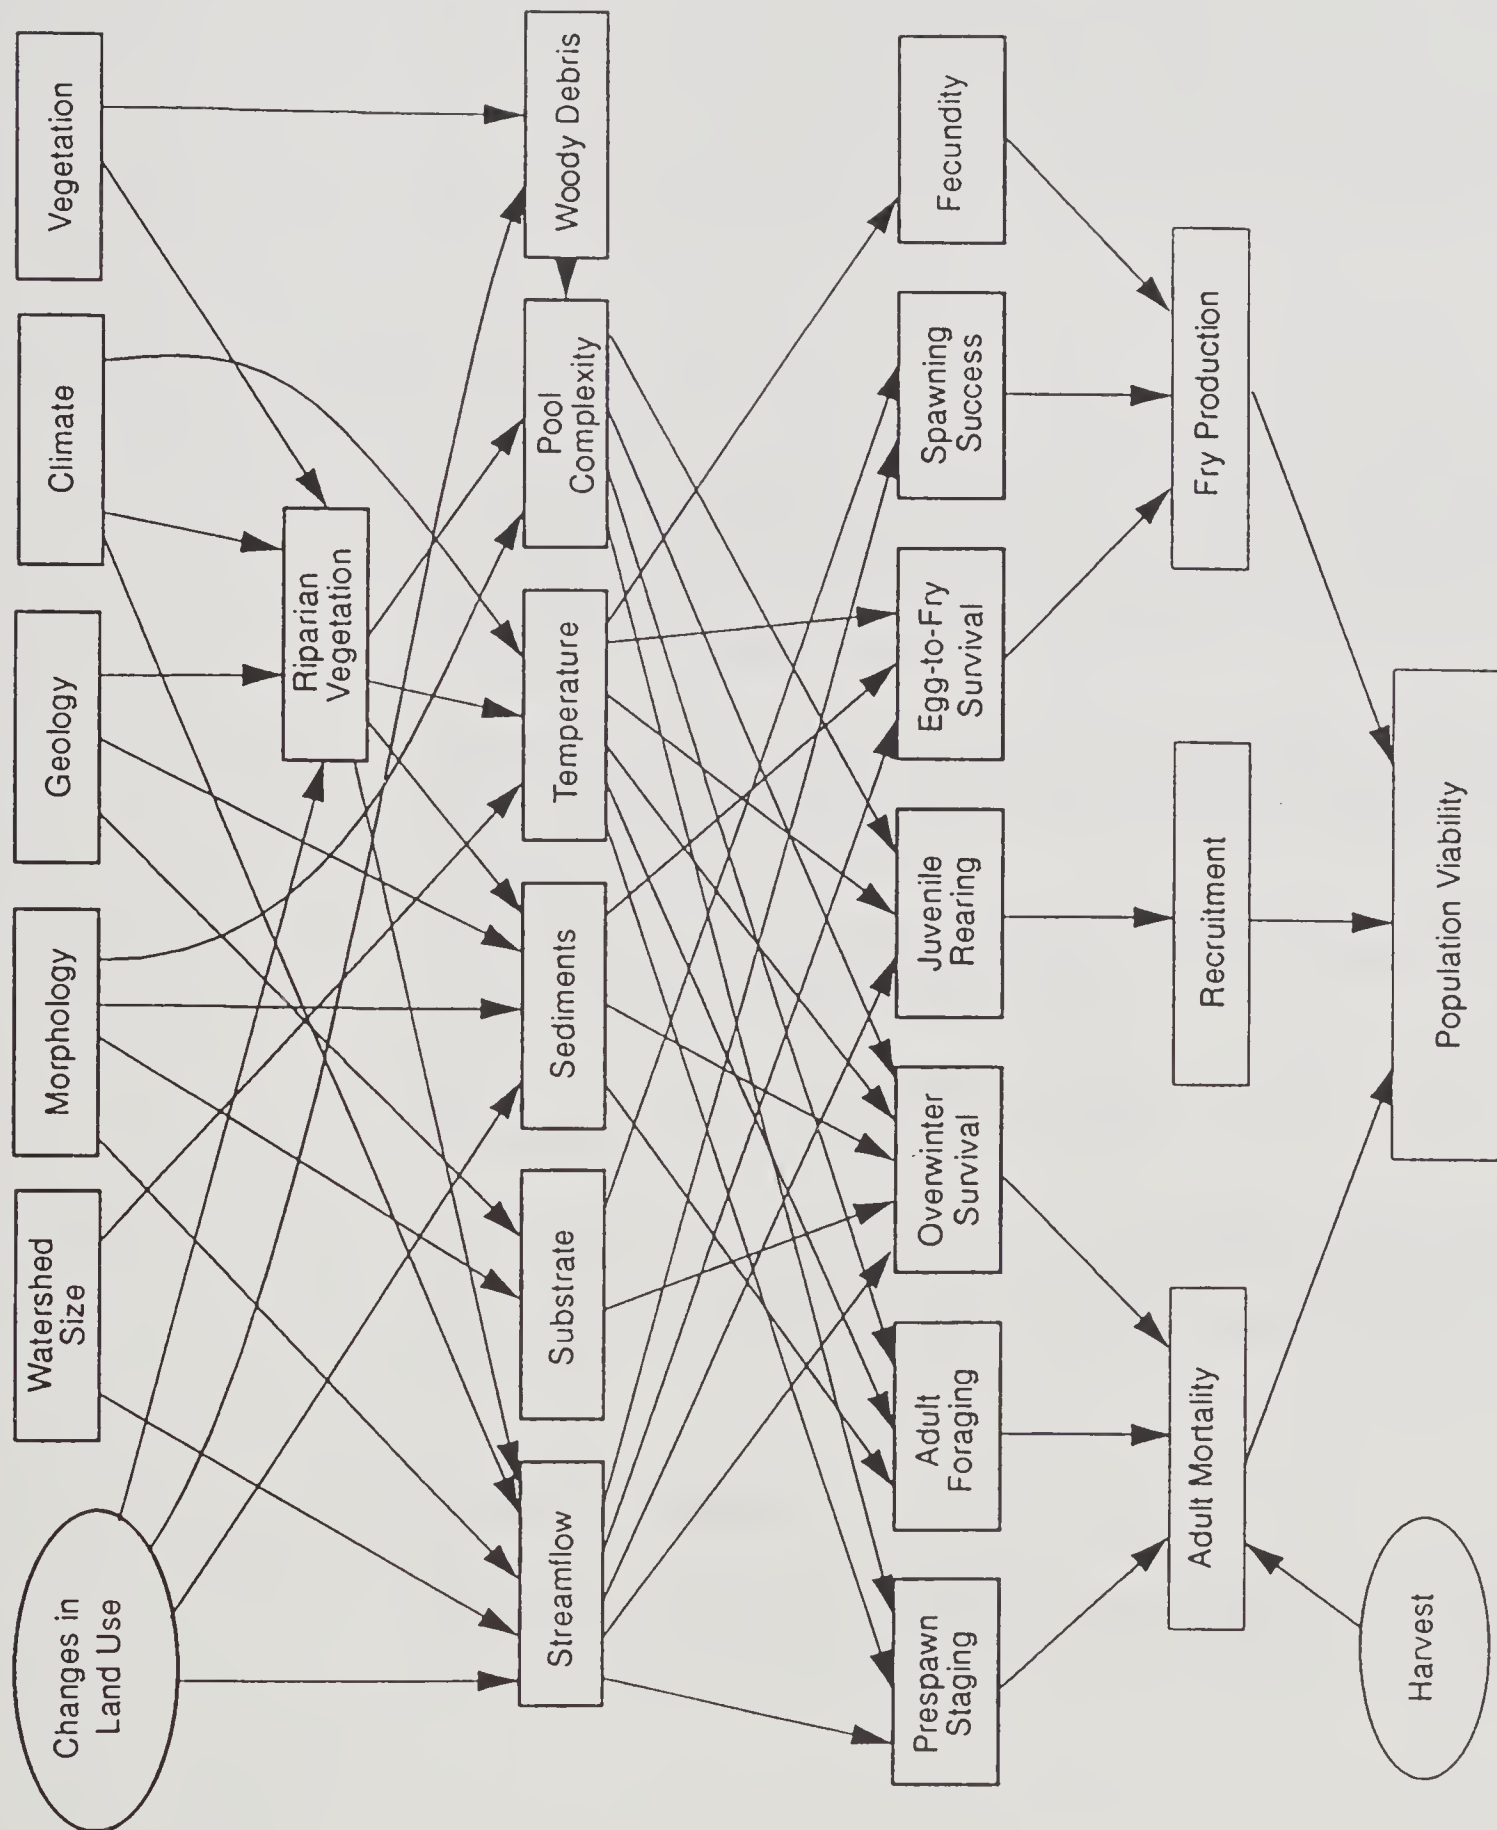 Changes in
Land Use
Watershed
Size
Morphology
Geology
Climate
Vegetation
Riparian
Vegetation
Streamflow
Substrate
Sediments
Temperature
Pool
Complexity
Woody Debris
Prespawn
Staging
Adult
Foraging
Overwinter
Survival
Juvenile
Rearing
Egg-to-Fry
Survival
Spawning
Success
Fecundity
Adult Mortality
Recruitment
Fry Production
Harvest
Population Viability